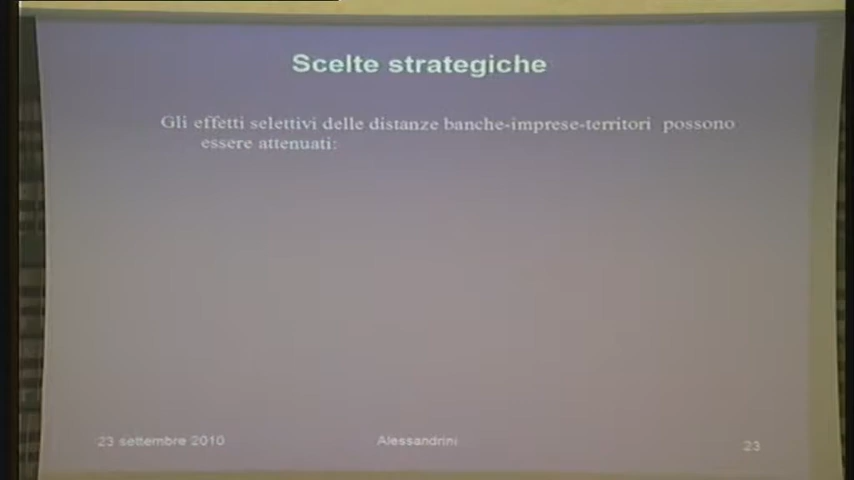 Scelte strategiche
Gli effetti selettivi delle distanze banche-imprese-territori possono
essere attenuati:
23 settembre 2010
Alessandrini
23